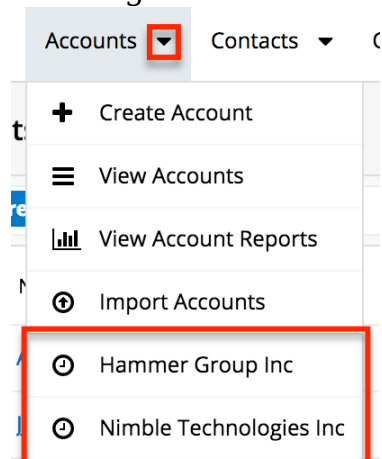 Accounts Contacts
Create Account
View Accounts
View Account Reports
Import Accounts
Hammer Group Inc
Nimble Technologies Inc